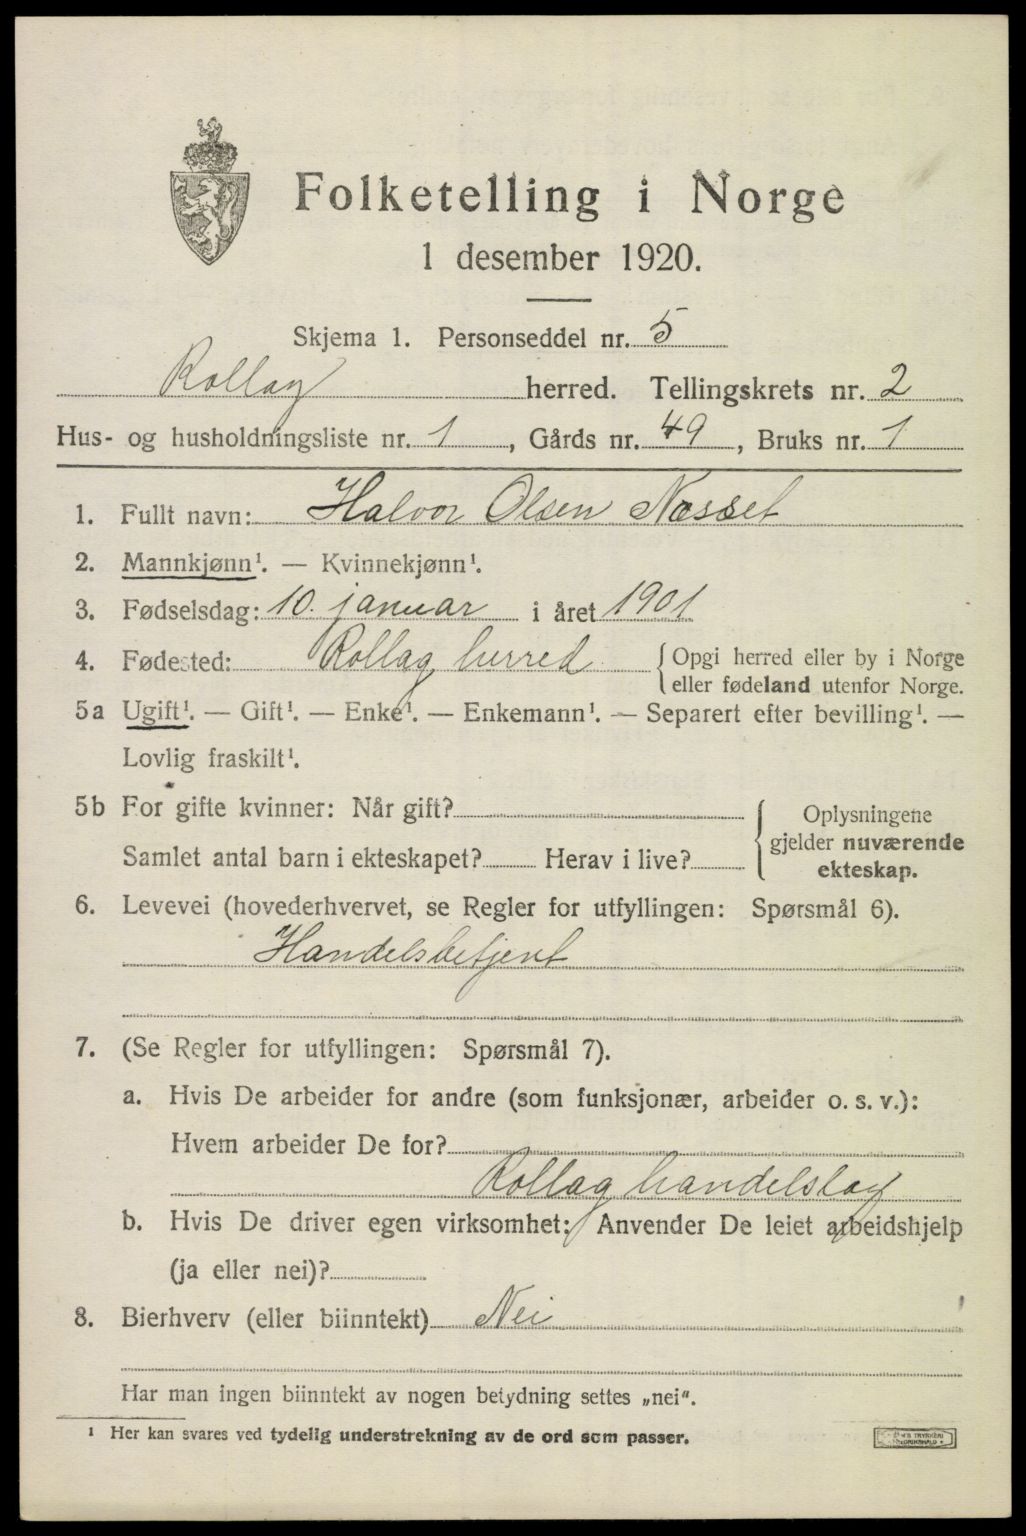 Folketelling i Norge
1 desember 1920.
Skjema 1. Personseddel nr. 5
Rollag herred. Tellingskrets nr. 2
Hus- og husholdningsliste nr. 1, Gårds nr. 49, Bruks nr. 1
1. Fullt navn: Halvor Olsen Næsset
2. Mannkjønn¹. — Kvinnekjønn¹.
3. Fødselsdag: 10. januar i året 1901
4. Fødested: Rollag herred { Opgi herred eller by i Norge
eller fødeland utenfor Norge.
5a Ugift¹. — Gift¹. — Enke¹. — Enkemann¹. — Separert efter bevilling¹. —
Lovlig fraskilt¹.
5b For gifte kvinner: Når gift?
Samlet antal barn i ekteskapet? Herav i live?
Oplysningene
gjelder nuværende
ekteskap.
6. Levevei (hovederhvervet, se Regler for utfyllingen: Spørsmål 6).
Handelsbetjent
7. (Se Regler for utfyllingen: Spørsmål 7).
a. Hvis De arbeider for andre (som funksjonær, arbeider o. s. v.):
Hvem arbeider De for?
Rollag handelslag
b. Hvis De driver egen virksomhet: Anvender De leiet arbeidshjelp
(ja eller nei)?
8. Bierhverv (eller biinntekt) Nei
Har man ingen biinntekt av nogen betydning settes „nei".
¹ Her kan svares ved tydelig understrekning av de ord som passer.